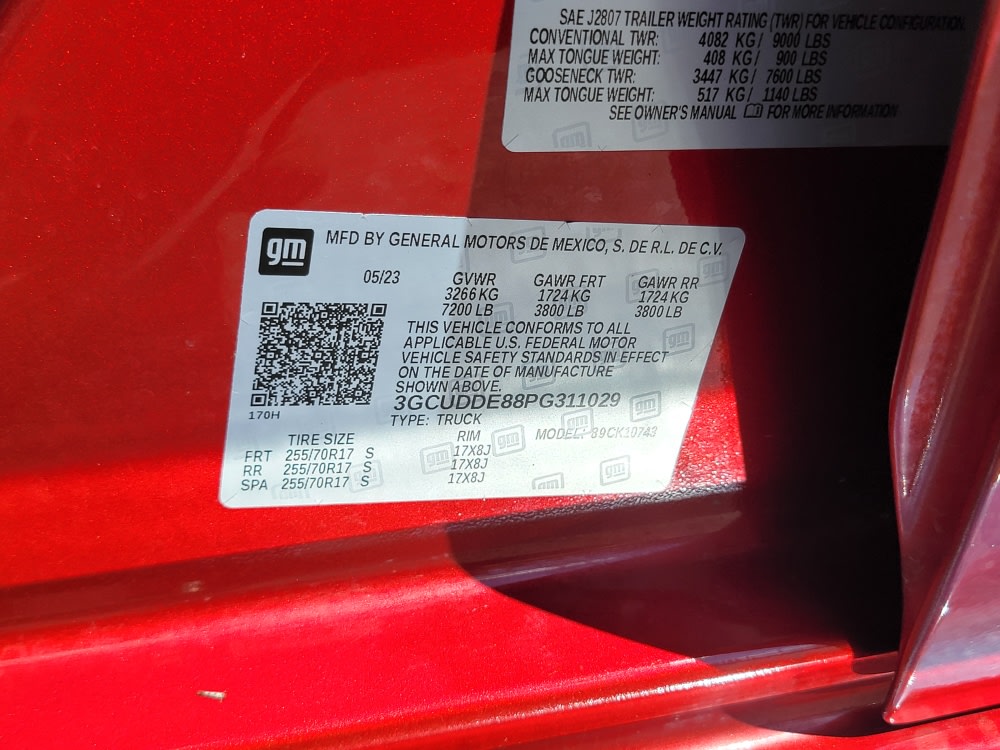 SAE J2807 TRAILER WEIGHT RATING (TWR) FOR VEHICLE CONFIGURATION.
CONVENTIONAL TWR: 4082 KG/ 9000 LBS
MAX TONGUE WEIGHT: 408 KG/ 900 LBS
GOOSENECK TWR: 3447 KG/ 7600 LBS
MAX TONGUE WEIGHT: 517 KG/ 1140 LBS
SEE OWNER'S MANUAL FOR MORE INFORMATION
gm MFD BY GENERAL MOTORS DE MEXICO, S. DE R.L. DE C.V.
05/23 GVWR GAWR FRT GAWR RR
3266 KG 1724 KG 1724 KG
7200 LB 3800 LB 3800 LB
THIS VEHICLE CONFORMS TO ALL
APPLICABLE U.S. FEDERAL MOTOR
VEHICLE SAFETY STANDARDS IN EFFECT
ON THE DATE OF MANUFACTURE
SHOWN ABOVE.
3GCUDDE88PG311029
170H
TYPE: TRUCK
MODEL: 89CK10743
TIRE SIZE RIM
FRT 255/70R17 S 17X8J
RR 255/70R17 S 17X8J
SPA 255/70R17 S 17X8J